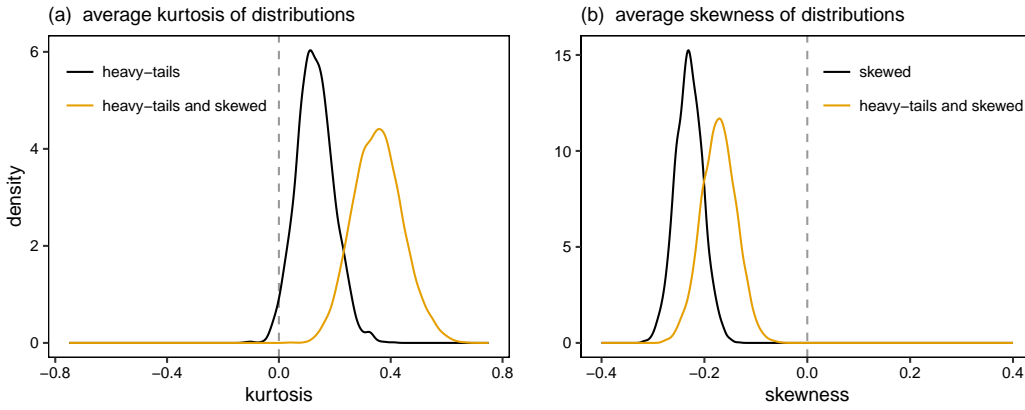 (a) average kurtosis of distributions
6
4
2
0
density
heavy−tails
heavy−tails and skewed
−0.8
−0.4
0.0
0.4
0.8
kurtosis
(b) average skewness of distributions
15
10
5
0
skewed
heavy−tails and skewed
−0.4
−0.2
0.0
0.2
0.4
skewness